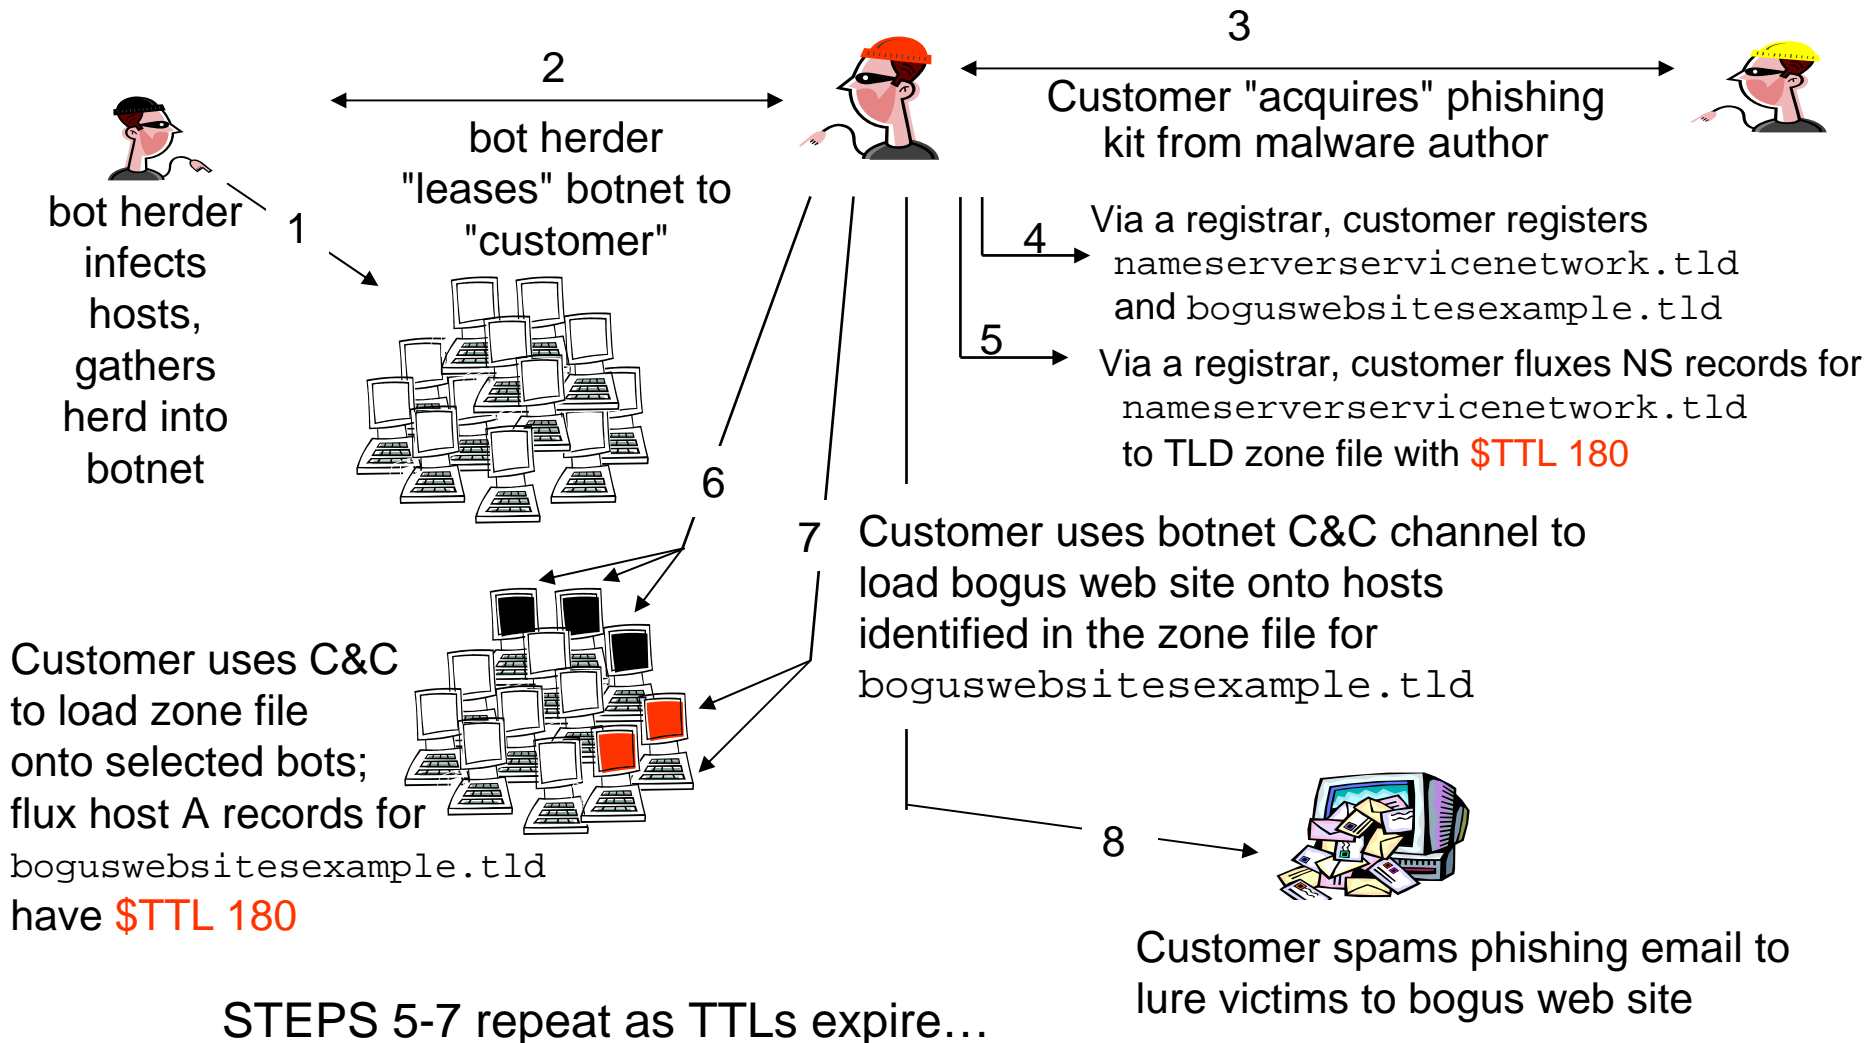 1
bot herder
infects
hosts,
gathers
herd into
botnet
2
bot herder
"leases" botnet to
"customer"
3
Customer "acquires" phishing
kit from malware author
4
Via a registrar, customer registers
nameserverservicenetwork.tld
and boguswebsitesexample.tld
5
Via a registrar, customer fluxes NS records for
nameserverservicenetwork.tld
to TLD zone file with $TTL 180
6
Customer uses C&C
to load zone file
onto selected bots;
flux host A records for
boguswebsitesexample.tld
have $TTL 180
7
Customer uses botnet C&C channel to
load bogus web site onto hosts
identified in the zone file for
boguswebsitesexample.tld
8
Customer spams phishing email to
lure victims to bogus web site
STEPS 5-7 repeat as TTLs expire…